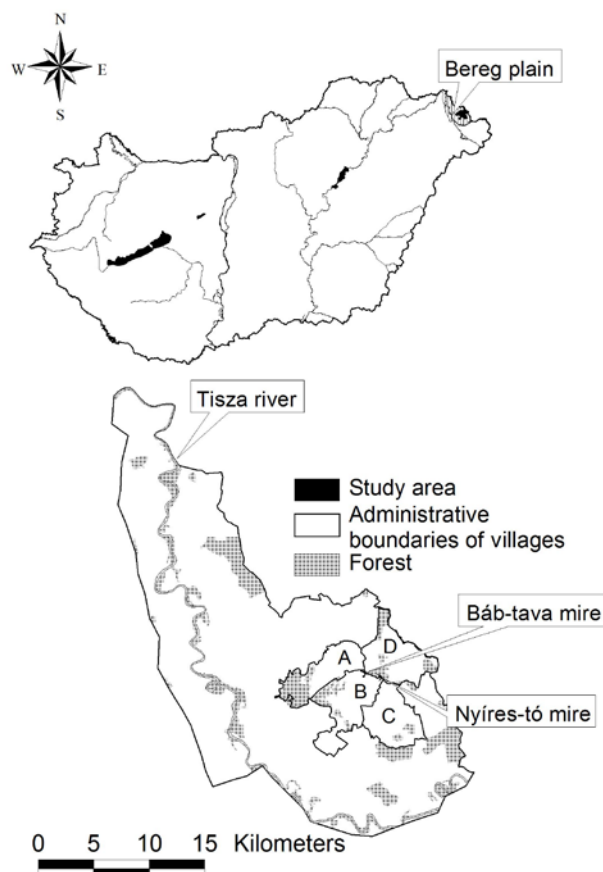 N
W E
S
Bereg plain
Tisza river
Study area
Administrative
boundaries of villages
Forest
Báb-tava mire
A
D
B
C
Nyíres-tó mire
0 5 10 15 Kilometers